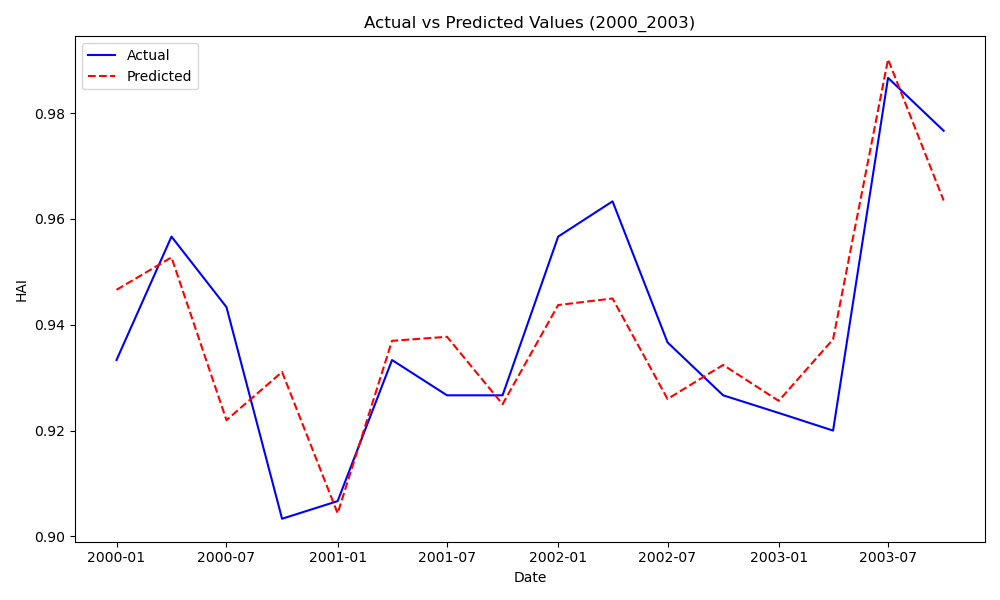 Actual vs Predicted Values (2000_2003)
Actual
Predicted
HAI
0.98
0.96
0.94
0.92
0.90
2000-01
2000-07
2001-01
2001-07
2002-01
2002-07
2003-01
2003-07
Date